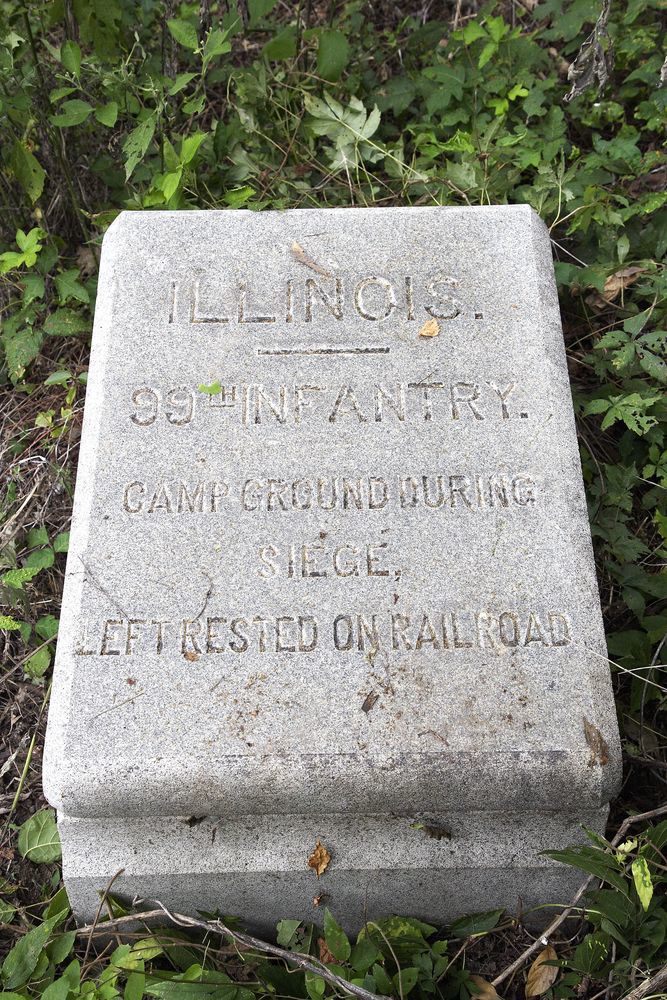 ILLINOIS.
99TH INFANTRY.
CAMP GROUND DURING
SIEGE,
LEFT RESTED ON RAILROAD